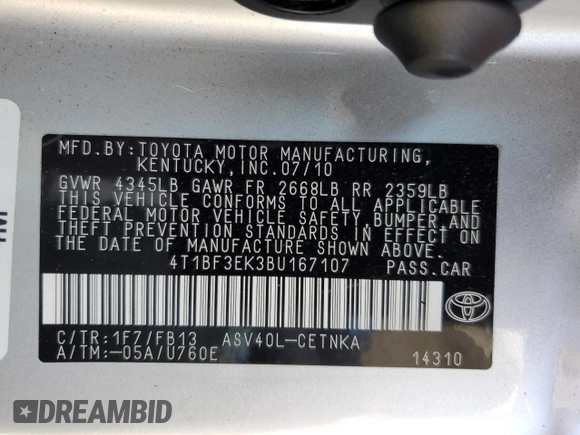 MFD.BY:TOYOTA MOTOR MANUFACTURING,
KENTUCKY, INC.07/10
GVWR 4345LB GAWR FR 2668LB RR 2359LB
THIS VEHICLE CONFORMS TO ALL APPLICABLE
FEDERAL MOTOR VEHICLE SAFETY, BUMPER, AND
THEFT PREVENTION STANDARDS IN EFFECT ON
THE DATE OF MANUFACTURE SHOWN ABOVE.
4T1BF3EK3BU167107 PASS.CAR
C/TR:1F7/FB13 ASV40L-CETNKA
A/TM:-05A/U760E 14310
DREAMBID